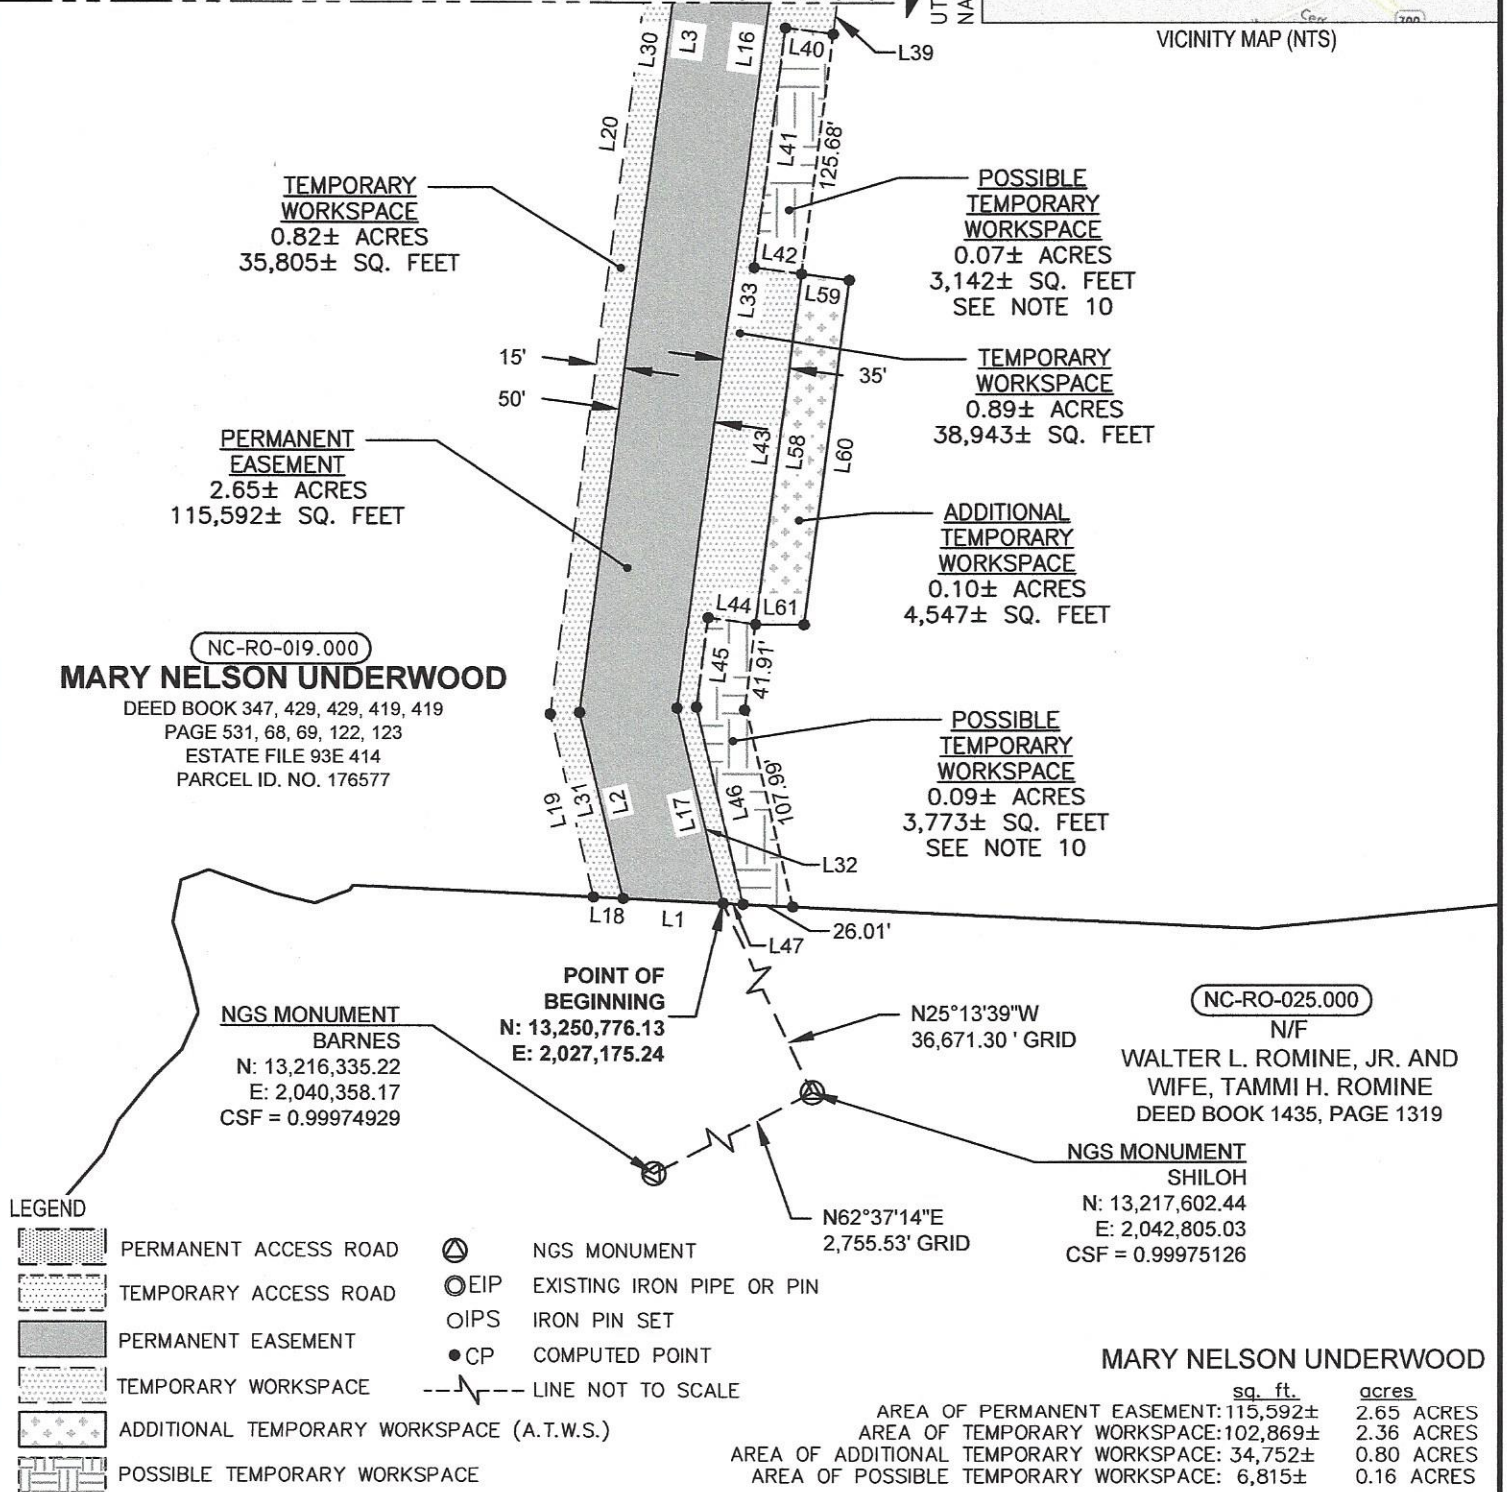 UT
NA
Cem
700
VICINITY MAP (NTS)
L30
L3
L16
L40
L39
L20
L41
125.68'
TEMPORARY
WORKSPACE
0.82± ACRES
35,805± SQ. FEET
POSSIBLE
TEMPORARY
WORKSPACE
0.07± ACRES
3,142± SQ. FEET
SEE NOTE 10
L42
L33
L59
15'
50'
35'
TEMPORARY
WORKSPACE
0.89± ACRES
38,943± SQ. FEET
PERMANENT
EASEMENT
2.65± ACRES
115,592± SQ. FEET
L43
L58
L60
ADDITIONAL
TEMPORARY
WORKSPACE
0.10± ACRES
4,547± SQ. FEET
L44
L61
NC-RO-019.000
MARY NELSON UNDERWOOD
DEED BOOK 347, 429, 429, 419, 419
PAGE 531, 68, 69, 122, 123
ESTATE FILE 93E 414
PARCEL ID. NO. 176577
L45
41.91'
POSSIBLE
TEMPORARY
WORKSPACE
0.09± ACRES
3,773± SQ. FEET
SEE NOTE 10
L19
L31
L2
L17
L46
107.99'
L32
L18
L1
L47
26.01'
POINT OF
BEGINNING
N: 13,250,776.13
E: 2,027,175.24
NGS MONUMENT
BARNES
N: 13,216,335.22
E: 2,040,358.17
CSF = 0.99974929
N25°13'39"W
36,671.30 ' GRID
NC-RO-025.000
N/F
WALTER L. ROMINE, JR. AND
WIFE, TAMMI H. ROMINE
DEED BOOK 1435, PAGE 1319
NGS MONUMENT
SHILOH
N: 13,217,602.44
E: 2,042,805.03
CSF = 0.99975126
N62°37'14"E
2,755.53' GRID
LEGEND
PERMANENT ACCESS ROAD
TEMPORARY ACCESS ROAD
PERMANENT EASEMENT
TEMPORARY WORKSPACE
ADDITIONAL TEMPORARY WORKSPACE (A.T.W.S.)
POSSIBLE TEMPORARY WORKSPACE
NGS MONUMENT
EIP EXISTING IRON PIPE OR PIN
IPS IRON PIN SET
CP COMPUTED POINT
LINE NOT TO SCALE
MARY NELSON UNDERWOOD
sq. ft. acres
AREA OF PERMANENT EASEMENT: 115,592± 2.65 ACRES
AREA OF TEMPORARY WORKSPACE: 102,869± 2.36 ACRES
AREA OF ADDITIONAL TEMPORARY WORKSPACE: 34,752± 0.80 ACRES
AREA OF POSSIBLE TEMPORARY WORKSPACE: 6,815± 0.16 ACRES